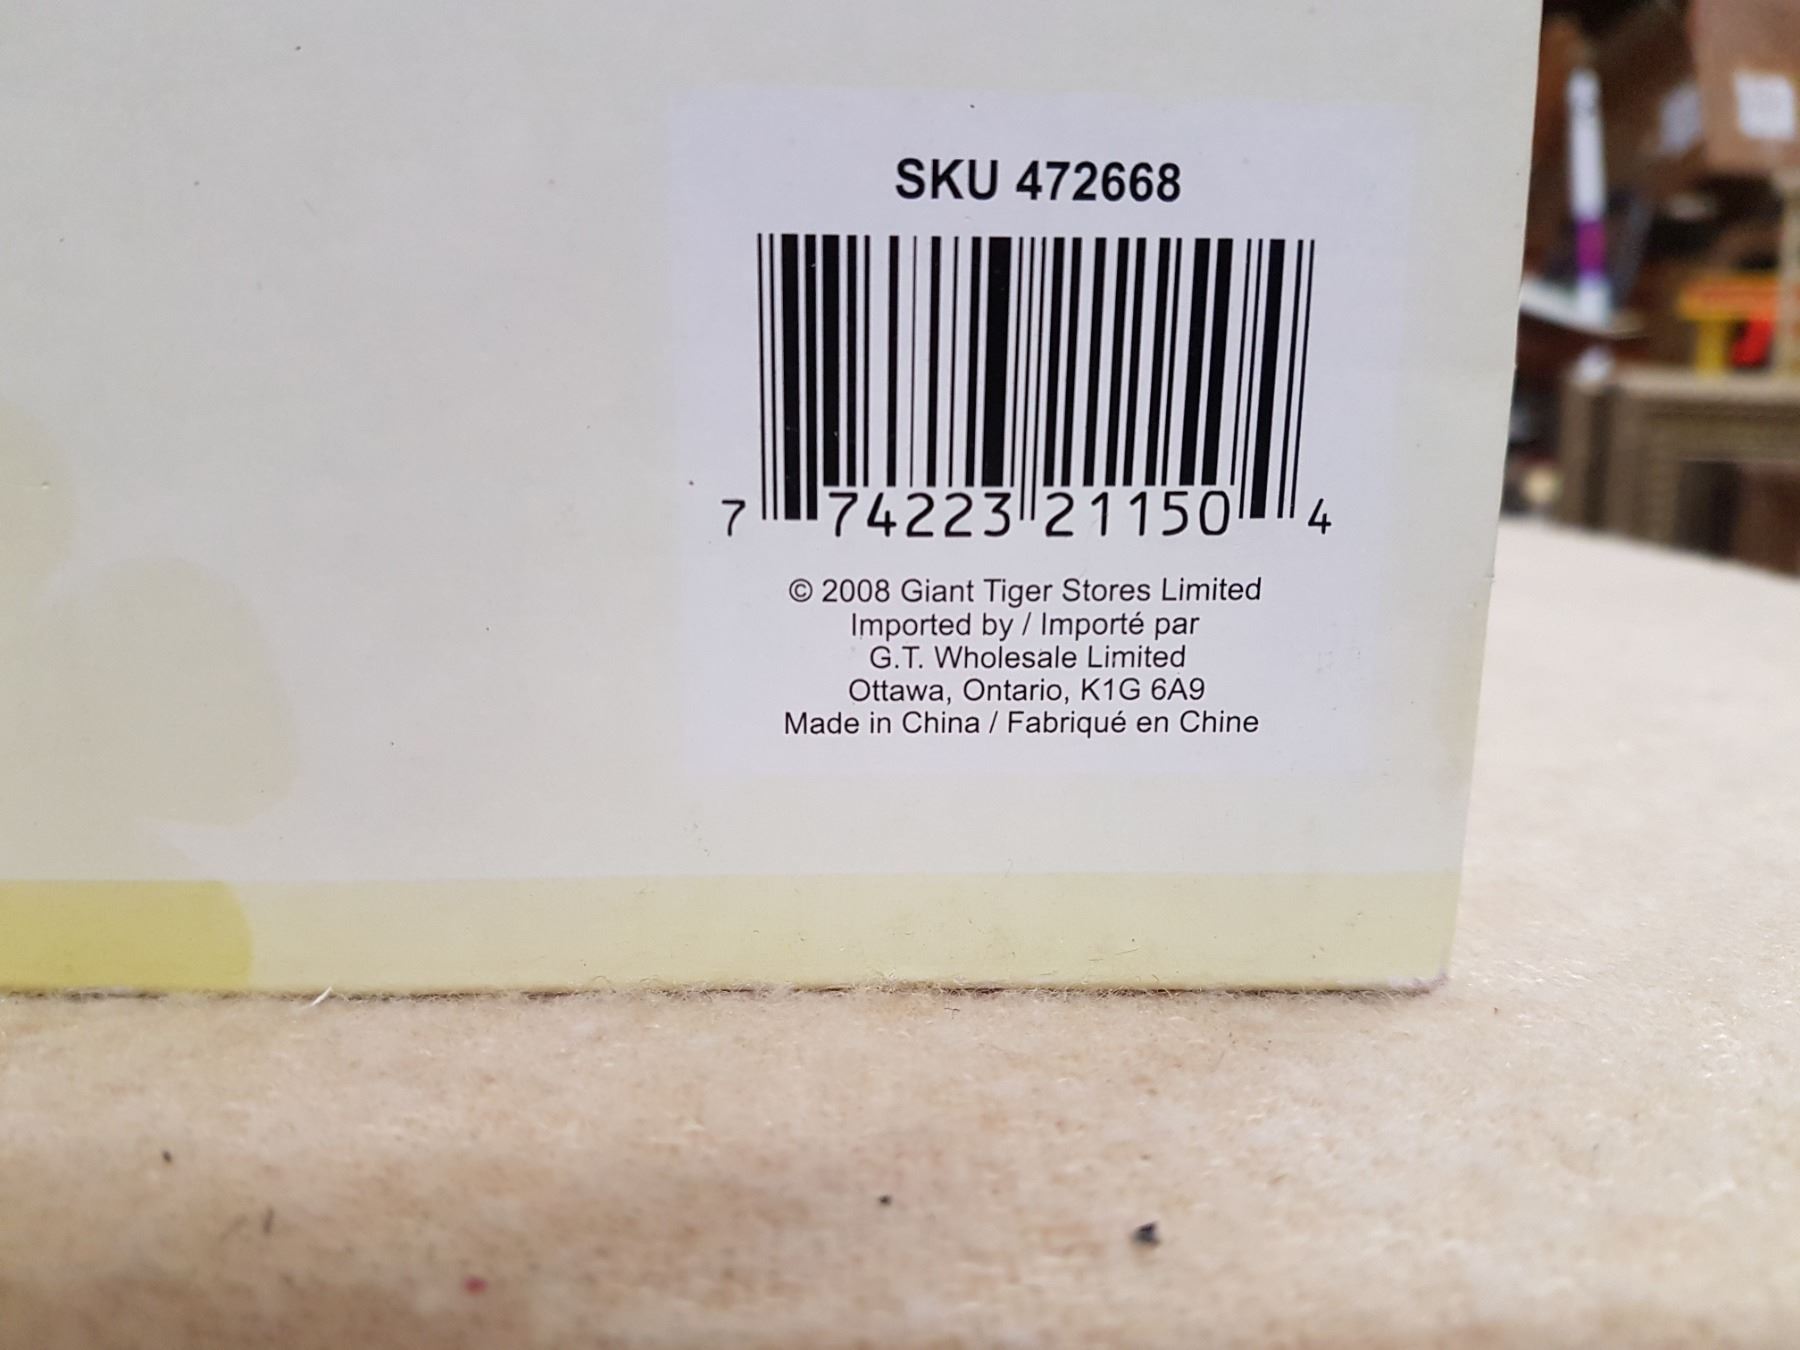 SKU 472668
7 74223 21150 4
© 2008 Giant Tiger Stores Limited
Imported by / Importé par
G.T. Wholesale Limited
Ottawa, Ontario, K1G 6A9
Made in China / Fabriqué en Chine